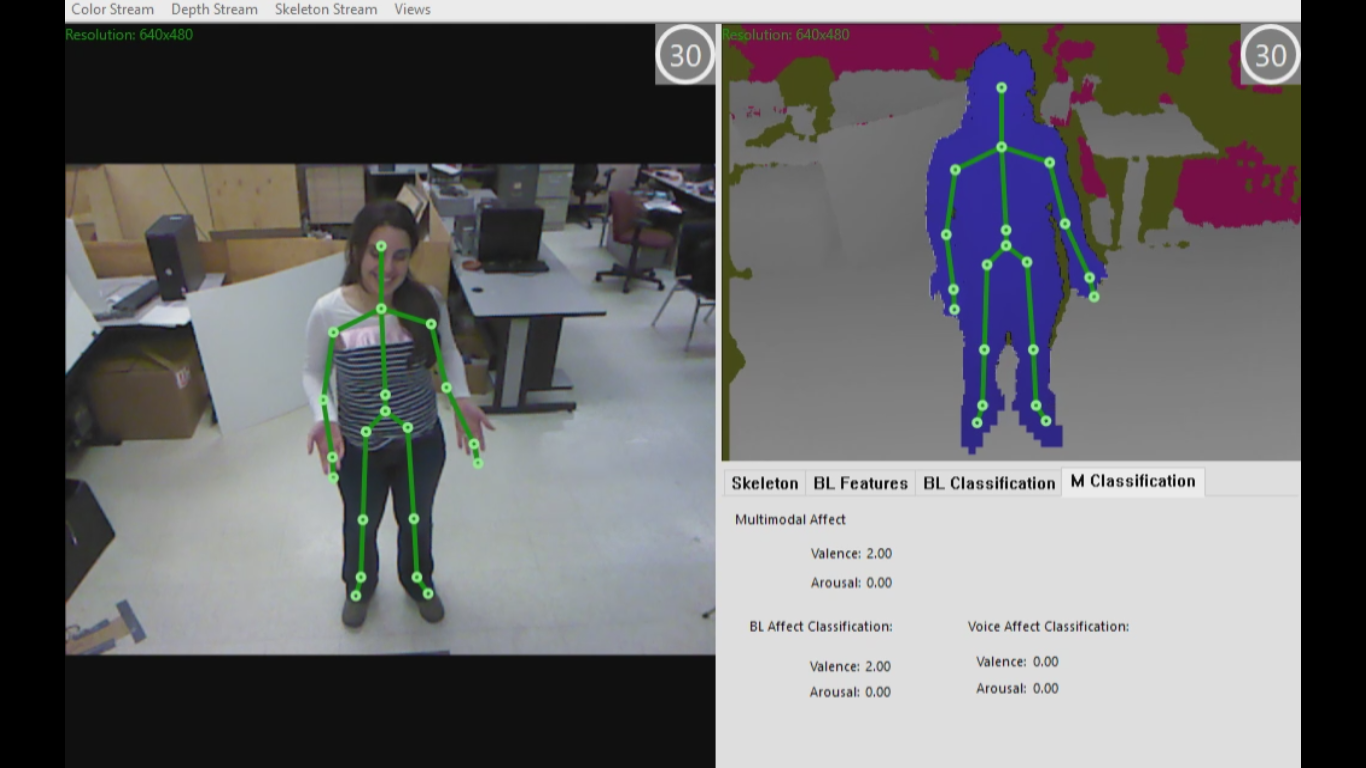 Color Stream Depth Stream Skeleton Stream Views
Resolution: 640x480
30
Resolution: 640x480
30
Skeleton BL Features BL Classification M Classification
Multimodal Affect
Valence: 2.00
Arousal: 0.00
BL Affect Classification:
Valence: 2.00
Arousal: 0.00
Voice Affect Classification:
Valence: 0.00
Arousal: 0.00